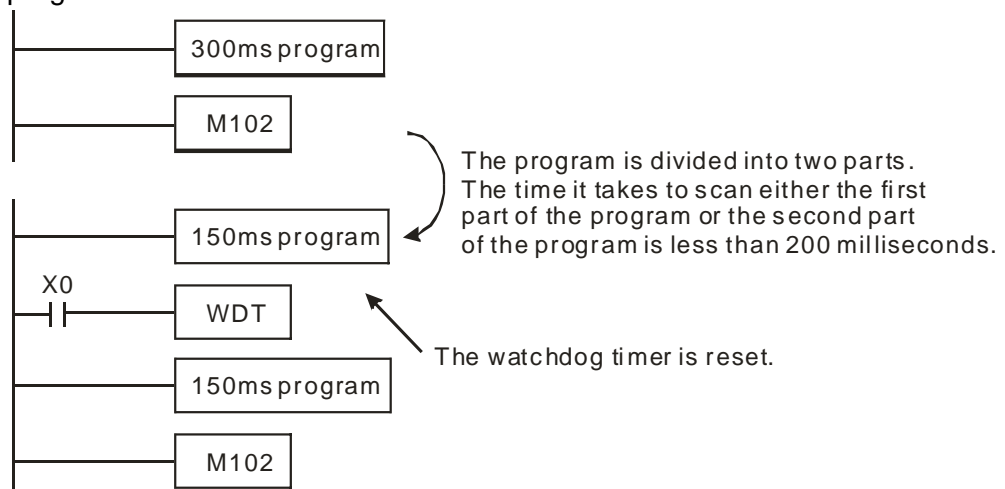 300ms program
M102
The program is divided into two parts.
The time it takes to scan either the first
part of the program or the second part
of the program is less than 200 milliseconds.
150ms program
X0
WDT
The watchdog timer is reset.
150ms program
M102